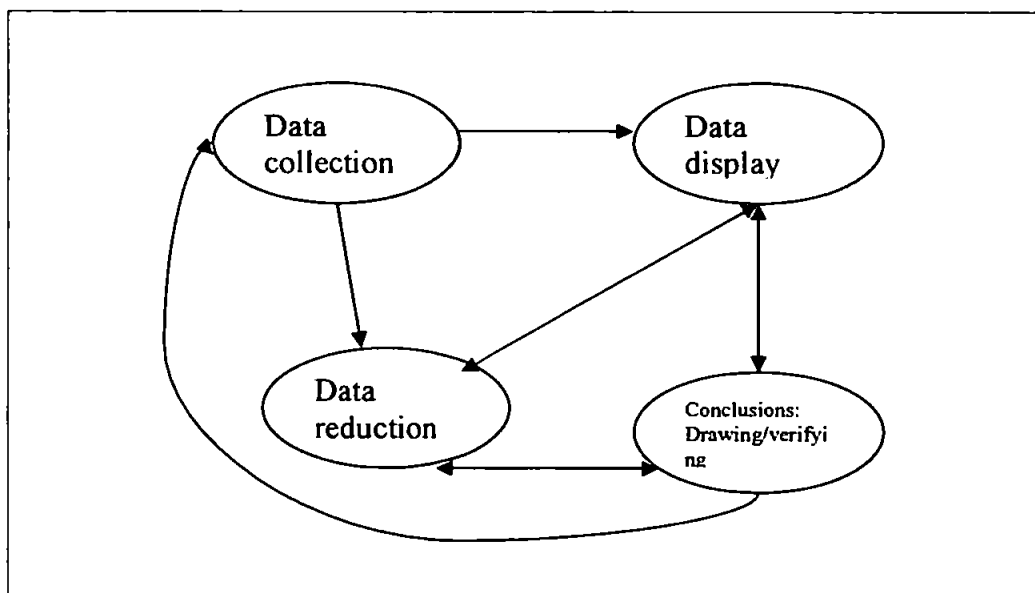 Data
collection
Data
display
Data
reduction
Conclusions:
Drawing/verifyi
ng